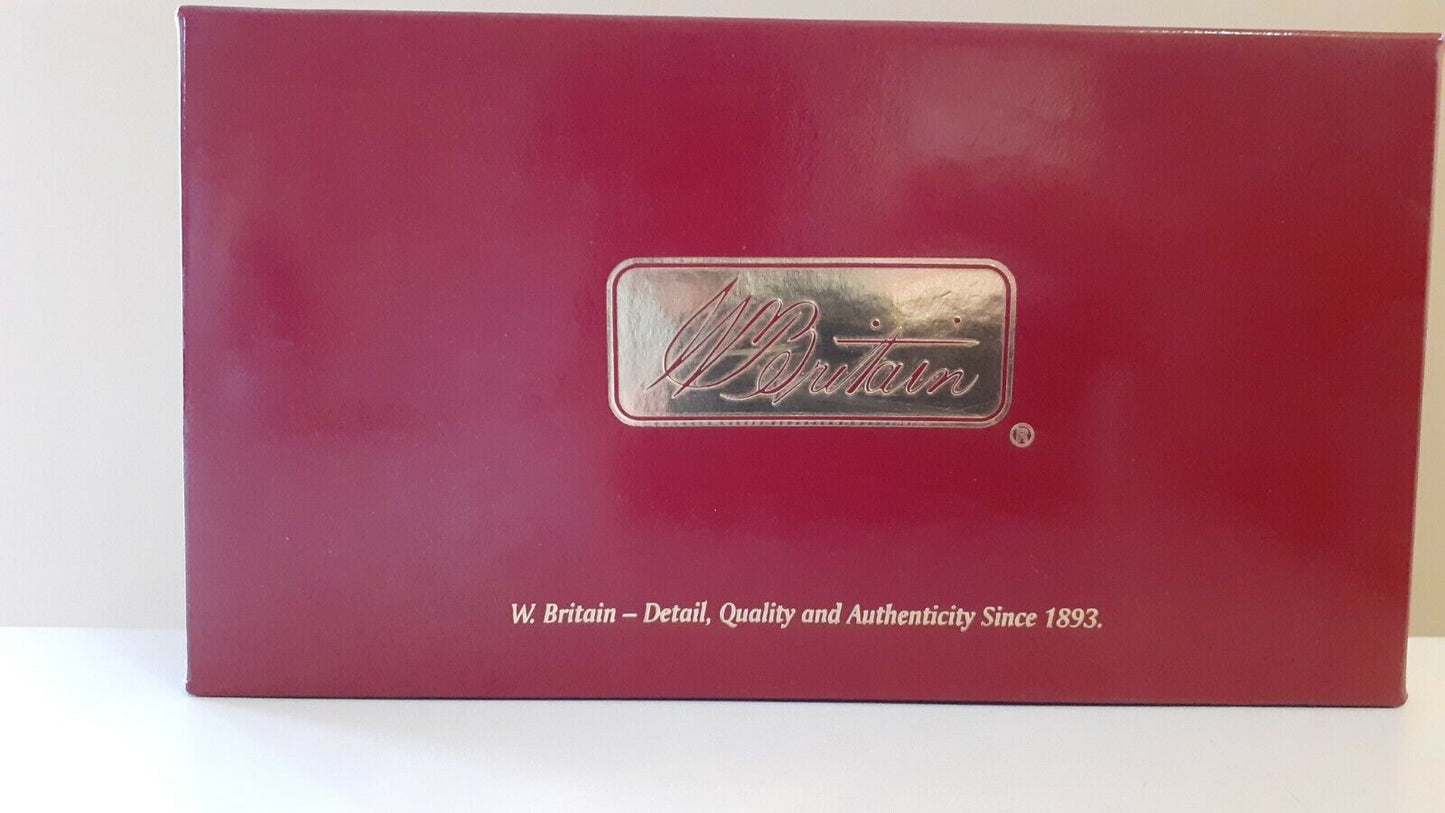 W Britain
®
W. Britain – Detail, Quality and Authenticity Since 1893.